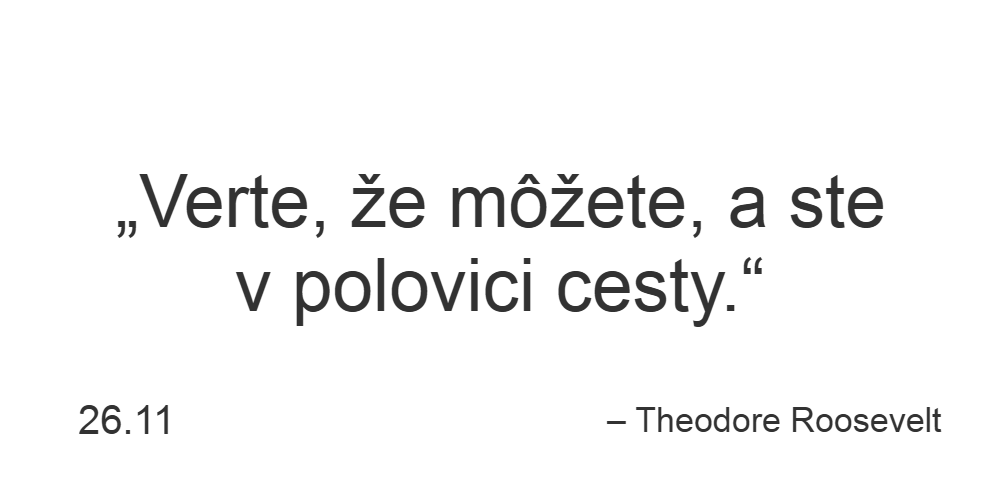 „Verte, že môžete, a ste
v polovici cesty.“
26.11
– Theodore Roosevelt